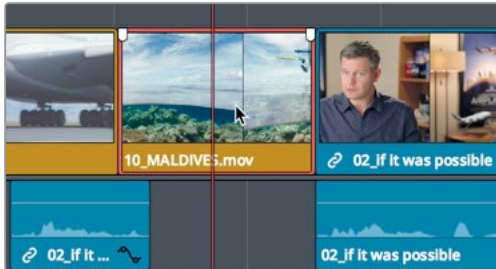 10_MALDIVES.mov
02_if it was possible
02_if it ...
02_if it was possible